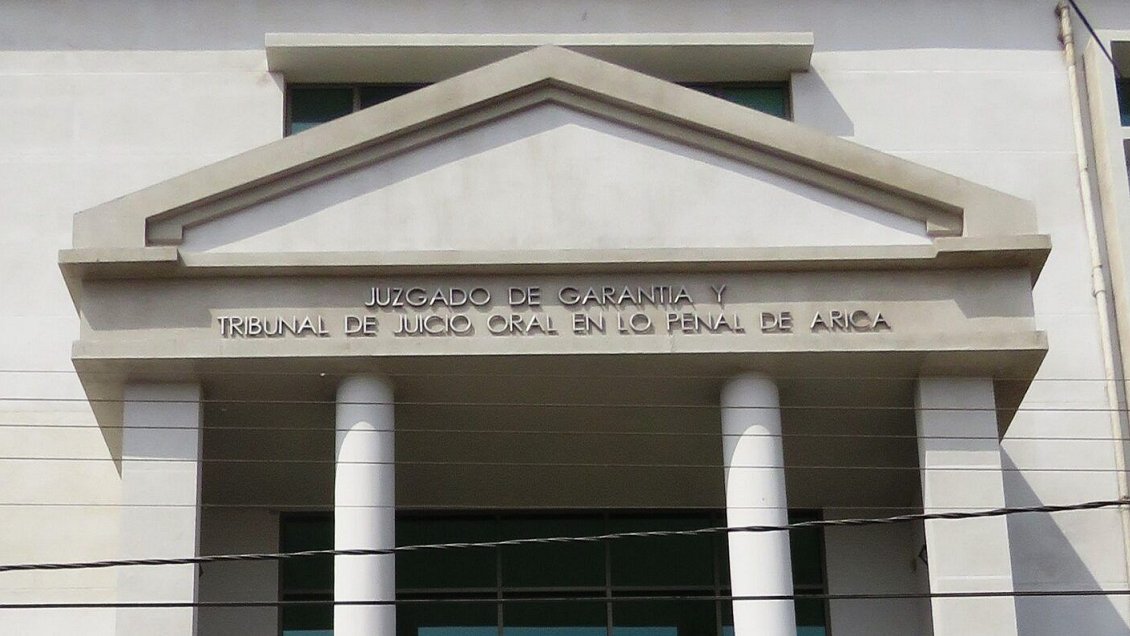 JUZGADO DE GARANTIA Y
TRIBUNAL DE JUICIO ORAL EN LO PENAL DE ARICA